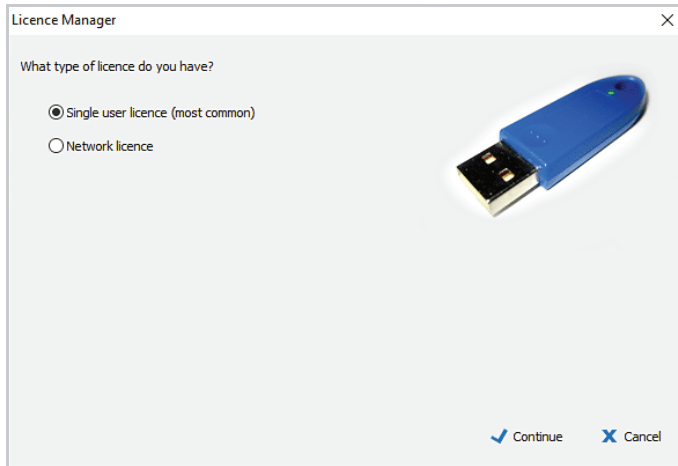 Licence Manager
What type of licence do you have?
Single user licence (most common)
Network licence
Continue
Cancel